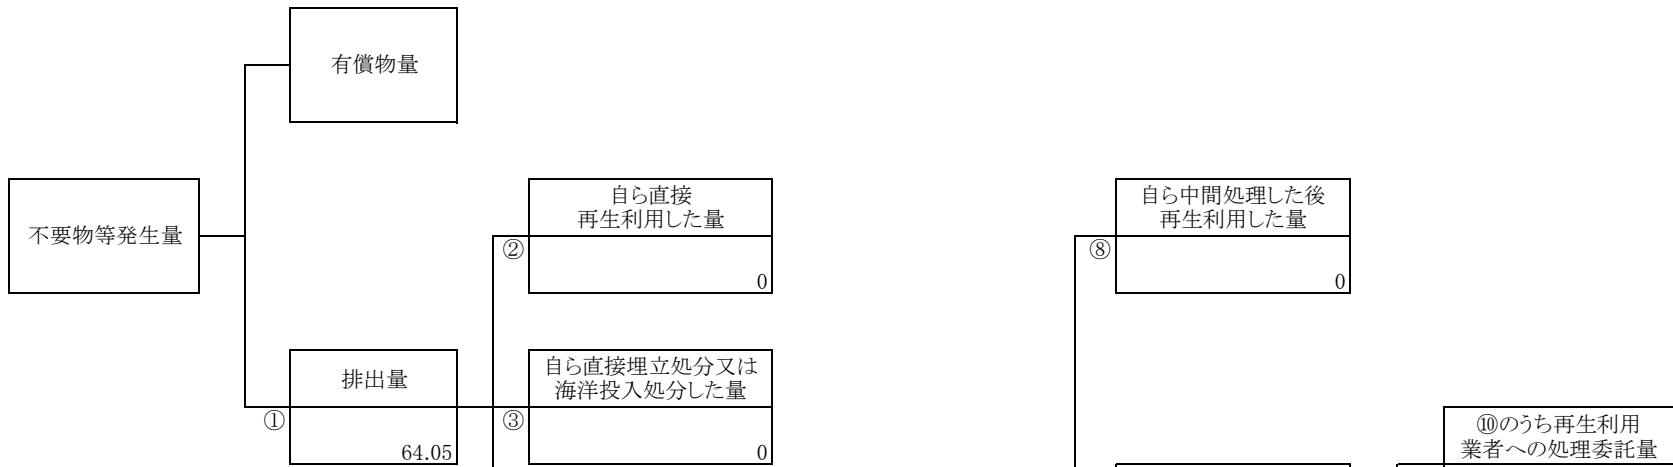 有償物量
不要物等発生量
自ら直接
再生利用した量
②
0
自ら中間処理した後
再生利用した量
⑧
0
排出量
①
64.05
自ら直接埋立処分又は
海洋投入処分した量
③
0
⑩のうち再生利用
業者への処理委託量